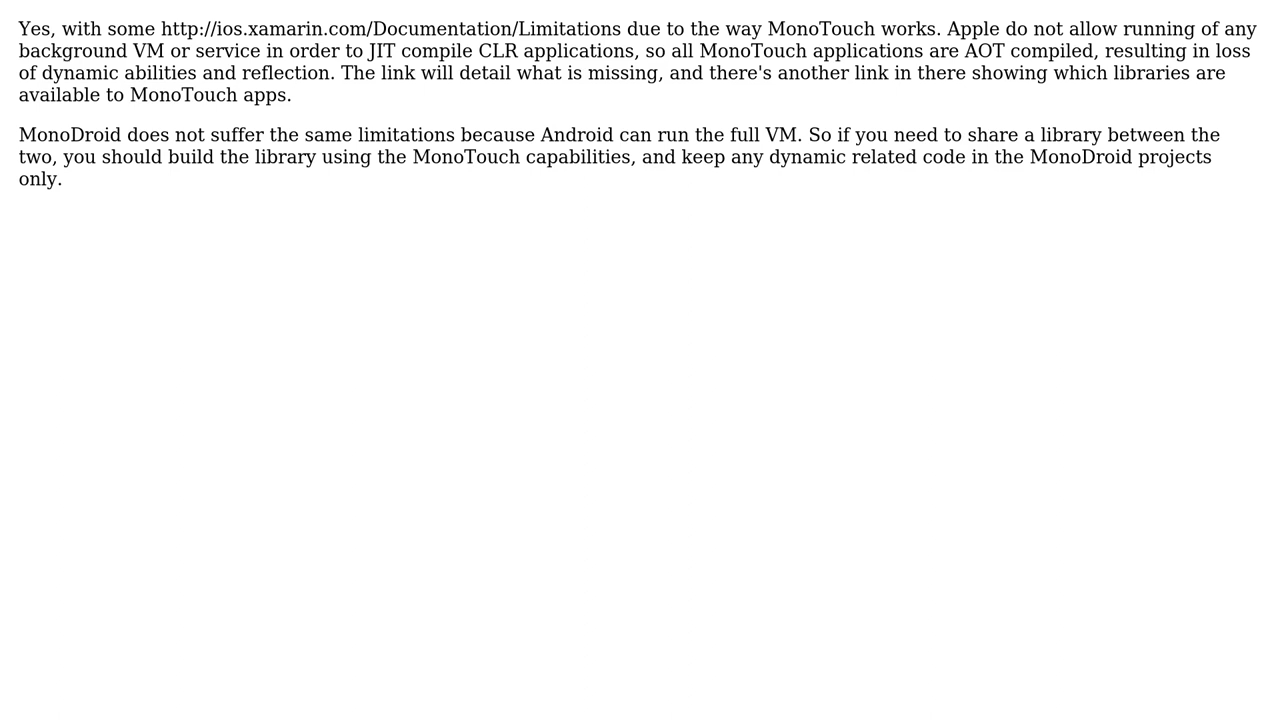 Yes, with some http://ios.xamarin.com/Documentation/Limitations due to the way MonoTouch works. Apple do not allow running of any
background VM or service in order to JIT compile CLR applications, so all MonoTouch applications are AOT compiled, resulting in loss
of dynamic abilities and reflection. The link will detail what is missing, and there's another link in there showing which libraries are
available to MonoTouch apps.
MonoDroid does not suffer the same limitations because Android can run the full VM. So if you need to share a library between the
two, you should build the library using the MonoTouch capabilities, and keep any dynamic related code in the MonoDroid projects
only.